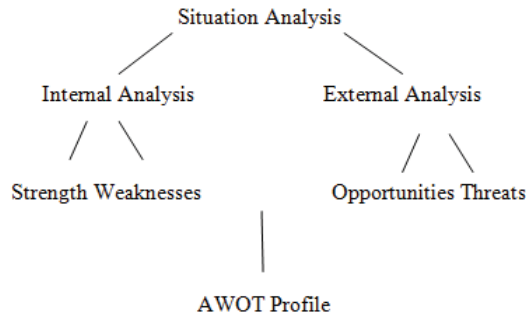 Situation Analysis
Internal Analysis External Analysis
Strength Weaknesses Opportunities Threats
AWOT Profile